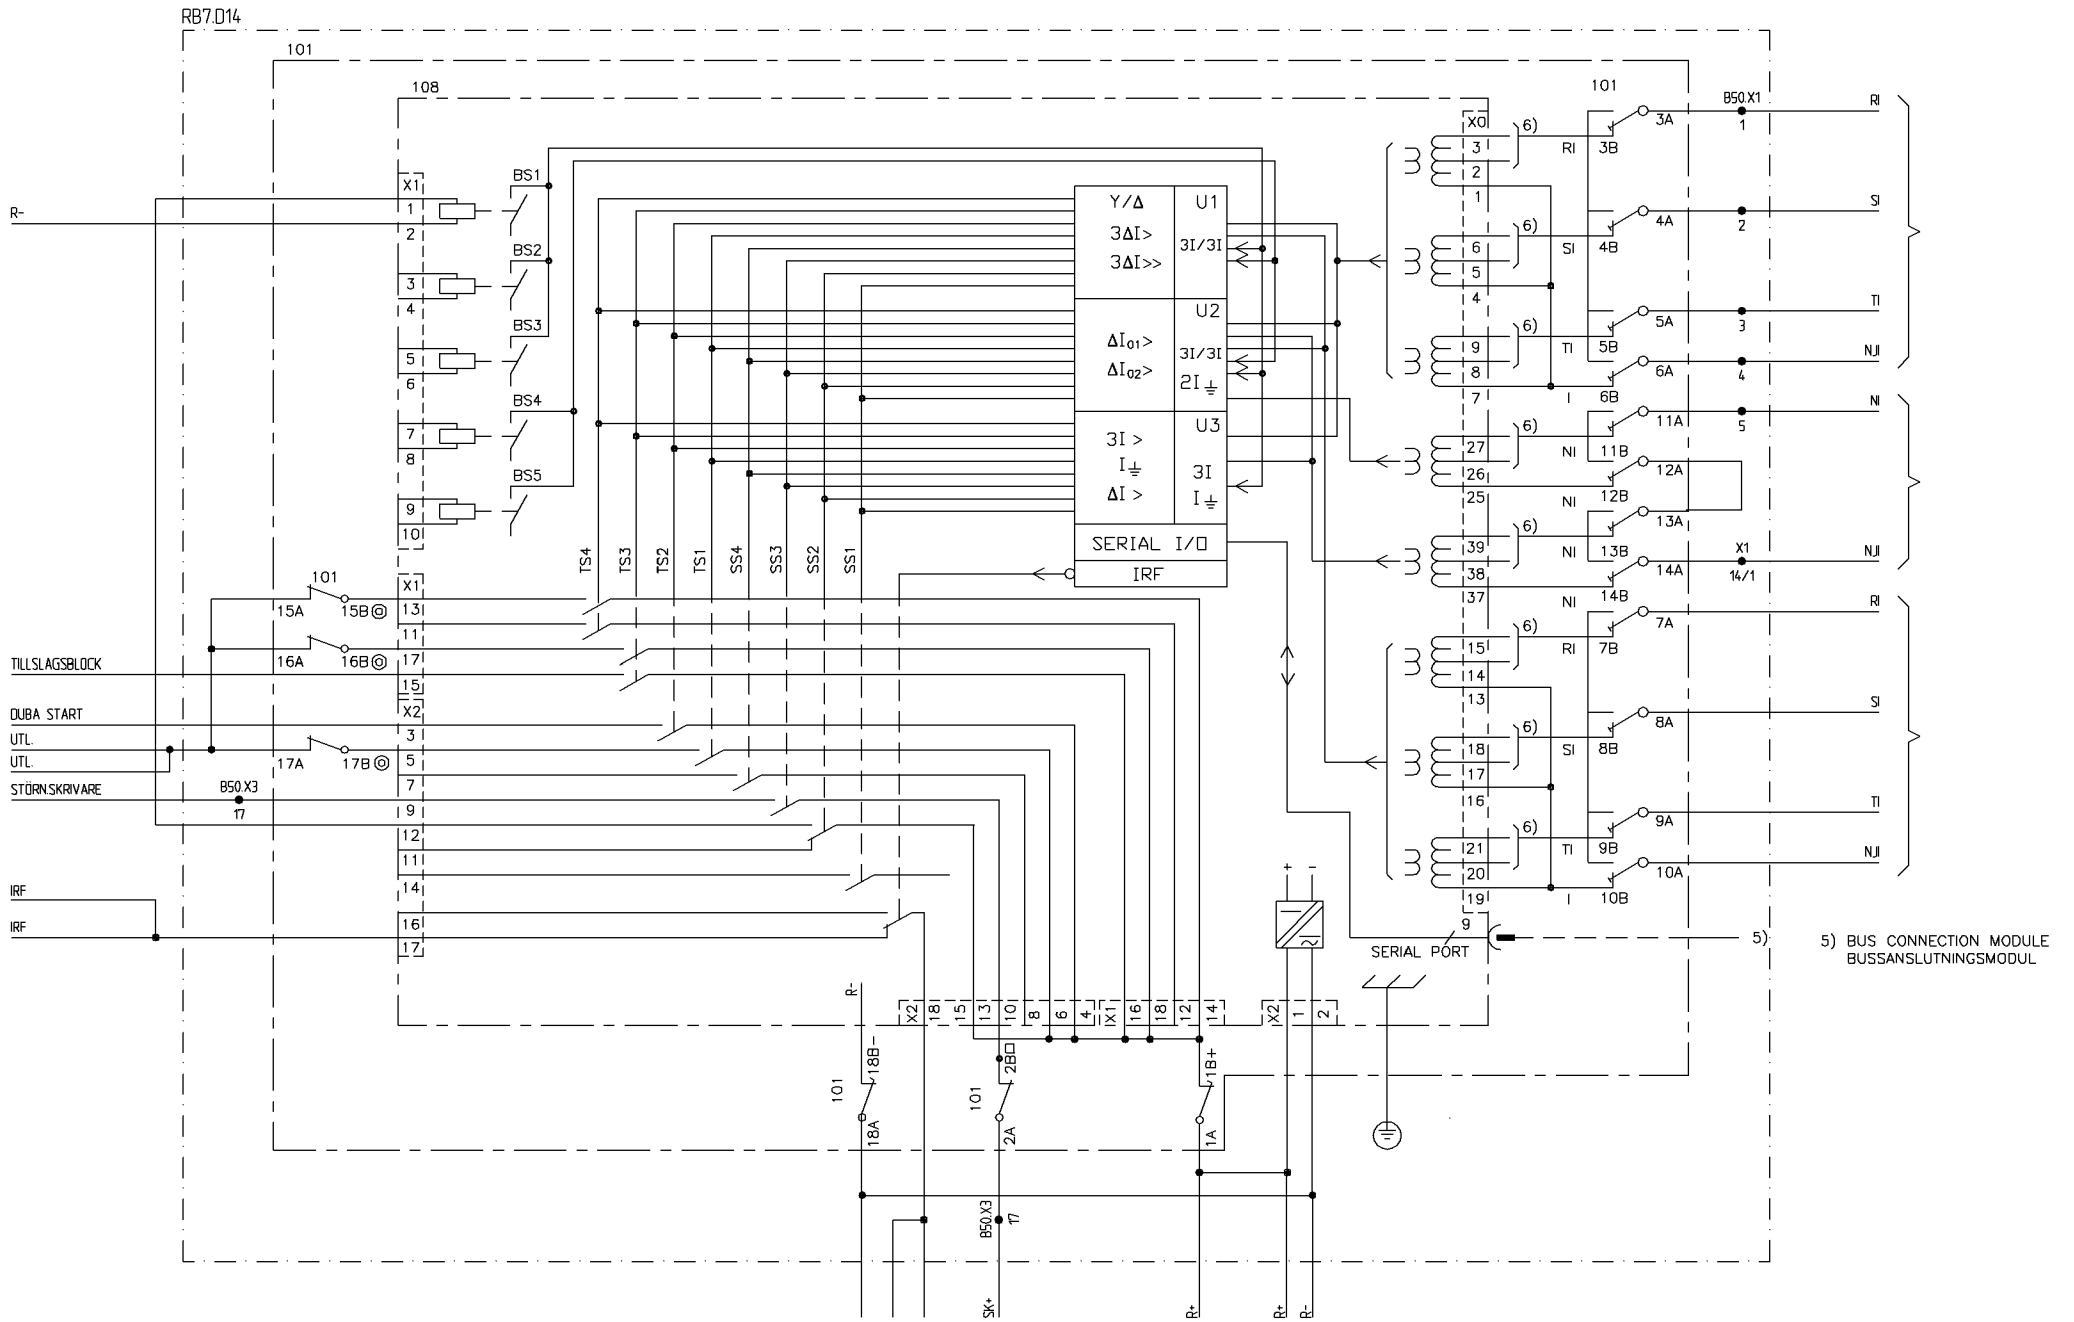 RB7.D14
101
108
101
X1
1
2
3
4
5
6
7
8
9
10
BS1
BS2
BS3
BS4
BS5
R-
Y/Δ
U1
3ΔI>
3I/3I
3ΔI>>
U2
ΔI01>
3I/3I
ΔI02>
2I
U3
3I >
I
3I
ΔI >
I
SERIAL I/O
IRF
TS4
TS3
TS2
TS1
SS4
SS3
SS2
SS1
X0
3
2
1
6
5
4
9
8
7
27
26
25
39
38
37
15
14
13
18
17
16
21
20
19
9
6)
6)
6)
6)
6)
6)
6)
6)
RI
SI
TI
I
NI
NI
NI
NI
RI
SI
TI
I
3A
3B
4A
4B
5A
5B
6A
6B
11A
11B
12A
12B
13A
13B
14A
14B
7A
7B
8A
8B
9A
9B
10A
10B
B50.X1
1
2
3
4
5
X1
14/1
RI
SI
TI
NJI
NI
NJI
RI
SI
TI
NJI
101
15A
15B
16A
16B
17A
17B
X1
13
11
17
15
X2
3
5
7
9
12
11
14
16
17
TILLSLAGSBLOCK
DUBA START
UTL.
UTL.
STÖRN.SKRIVARE
B50.X3
17
IRF
IRF
+ -
SERIAL PORT
5)
5) BUS CONNECTION MODULE
BUSSANSLUTNINGSMODUL
R-
X2
18
15
13
10
8
6
4
X1
16
18
12
14
X2
1
2
101
18B-
18A
101
2B
2A
1B+
1A
B50.X3
17
SK+
R+
R+
R-